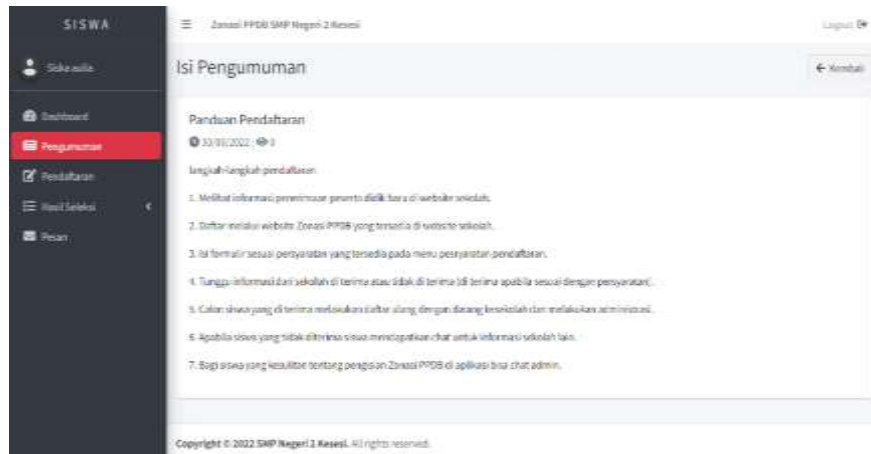 SISWA
Zonasi PPDB SMP Negeri 2 Kesesi
Logout
Siska aulia
Isi Pengumuman
Kembali
Dashboard
Pengumuman
Pendaftaran
Hasil Seleksi
Pesan
Panduan Pendaftaran
langkah-langkah pendaftaran
1. Melihat informasi penerimaan peserta didik baru di website sekolah.
2. Daftar melalui website Zonasi PPDB yang tersedia di website sekolah.
3. Isi formulir sesuai persyaratan yang tersedia pada menu persyaratan pendaftaran.
4. Tunggu informasi dari sekolah di terima atau tidak di terima (di terima apabila sesuai dengan persyaratan).
5. Calon siswa yang di terima melakukan daftar ulang dengan datang kesekolah dan melakukan administrasi.
6. Apabila siswa yang tidak diterima siswa mendapatkan chat untuk informasi sekolah lain.
7. Bagi siswa yang kesulitan tentang pengisian Zonasi PPDB di aplikasi bisa chat admin.
Copyright © 2022 SMP Negeri 2 Kesesi. All rights reserved.